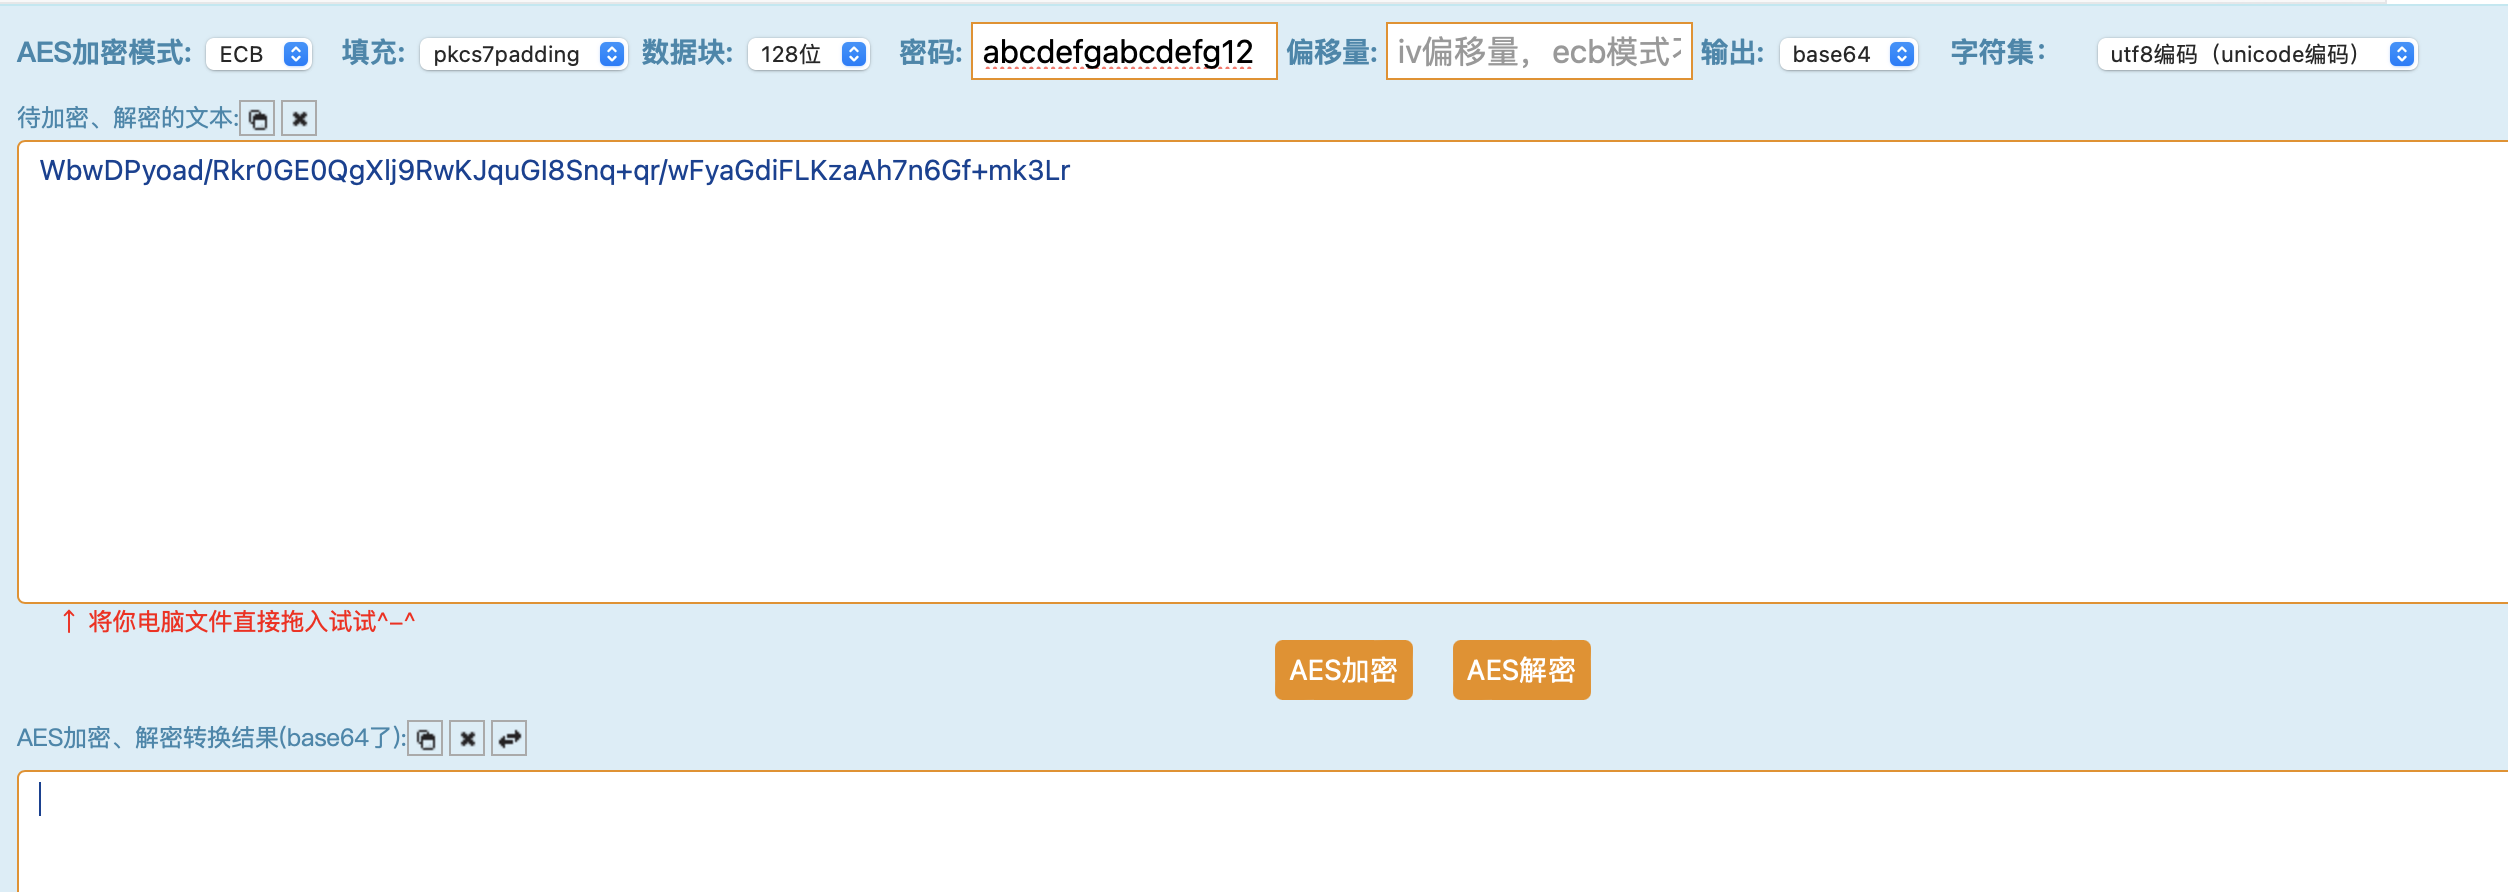 AES加密模式: ECB 填充: pkcs7padding 数据块: 128位 密码: abcdefgabcdefg12 偏移量: iv偏移量，ecb模式 输出: base64 字符集： utf8编码（unicode编码）
待加密、解密的文本:
WbwDPyoad/Rkr0GE0QgXlj9RwKJquGI8Snq+qr/wFyaGdiFLKzaAh7n6Gf+mk3Lr
↑ 将你电脑文件直接拖入试试^-^
AES加密 AES解密
AES加密、解密转换结果(base64了):